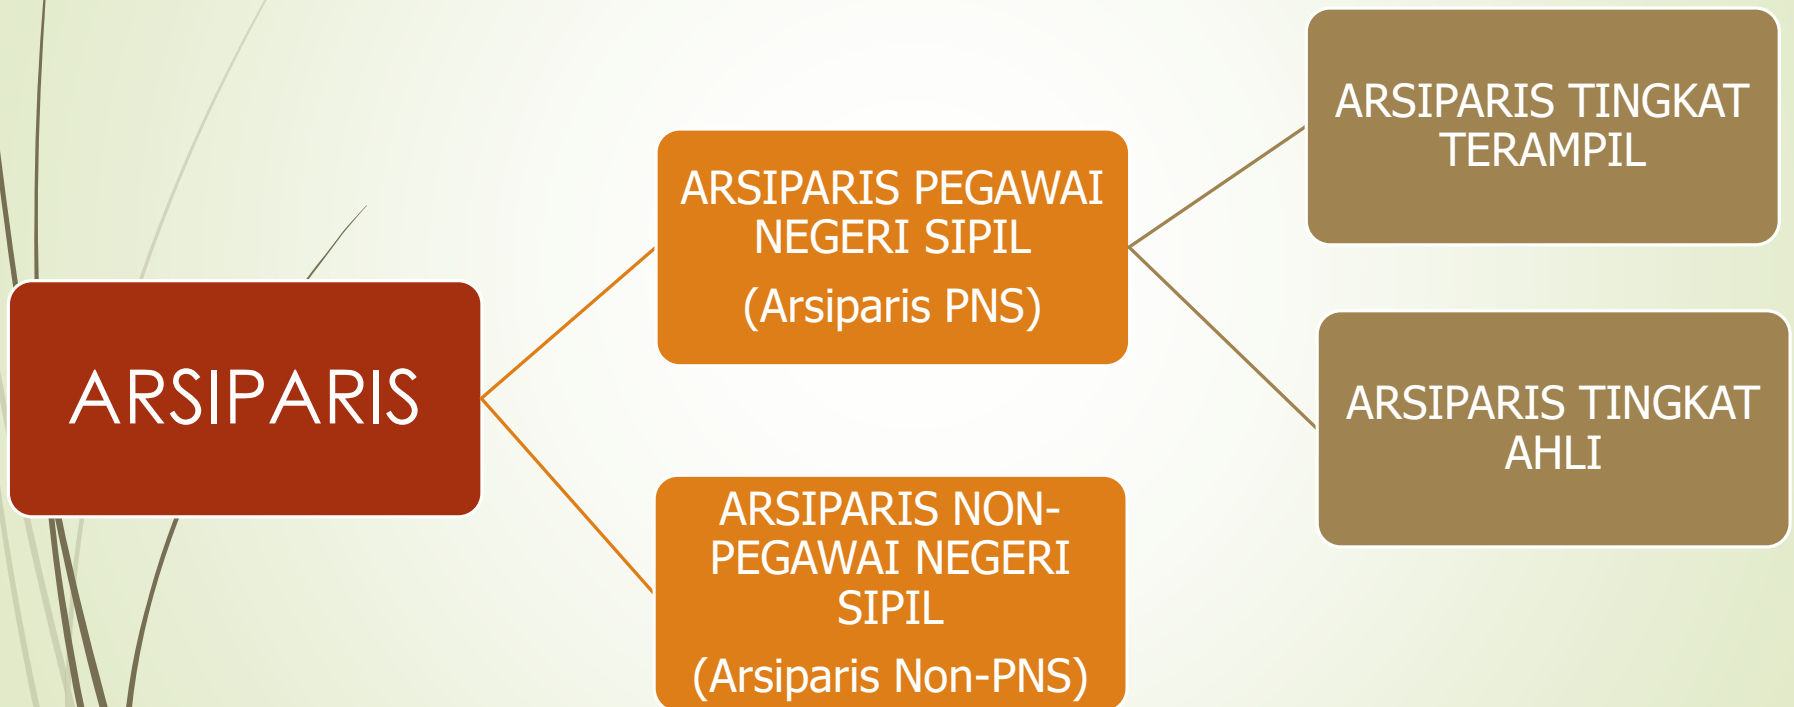 ARSIPARIS
ARSIPARIS PEGAWAI
NEGERI SIPIL
(Arsiparis PNS)
ARSIPARIS NON-
PEGAWAI NEGERI
SIPIL
(Arsiparis Non-PNS)
ARSIPARIS TINGKAT
TERAMPIL
ARSIPARIS TINGKAT
AHLI